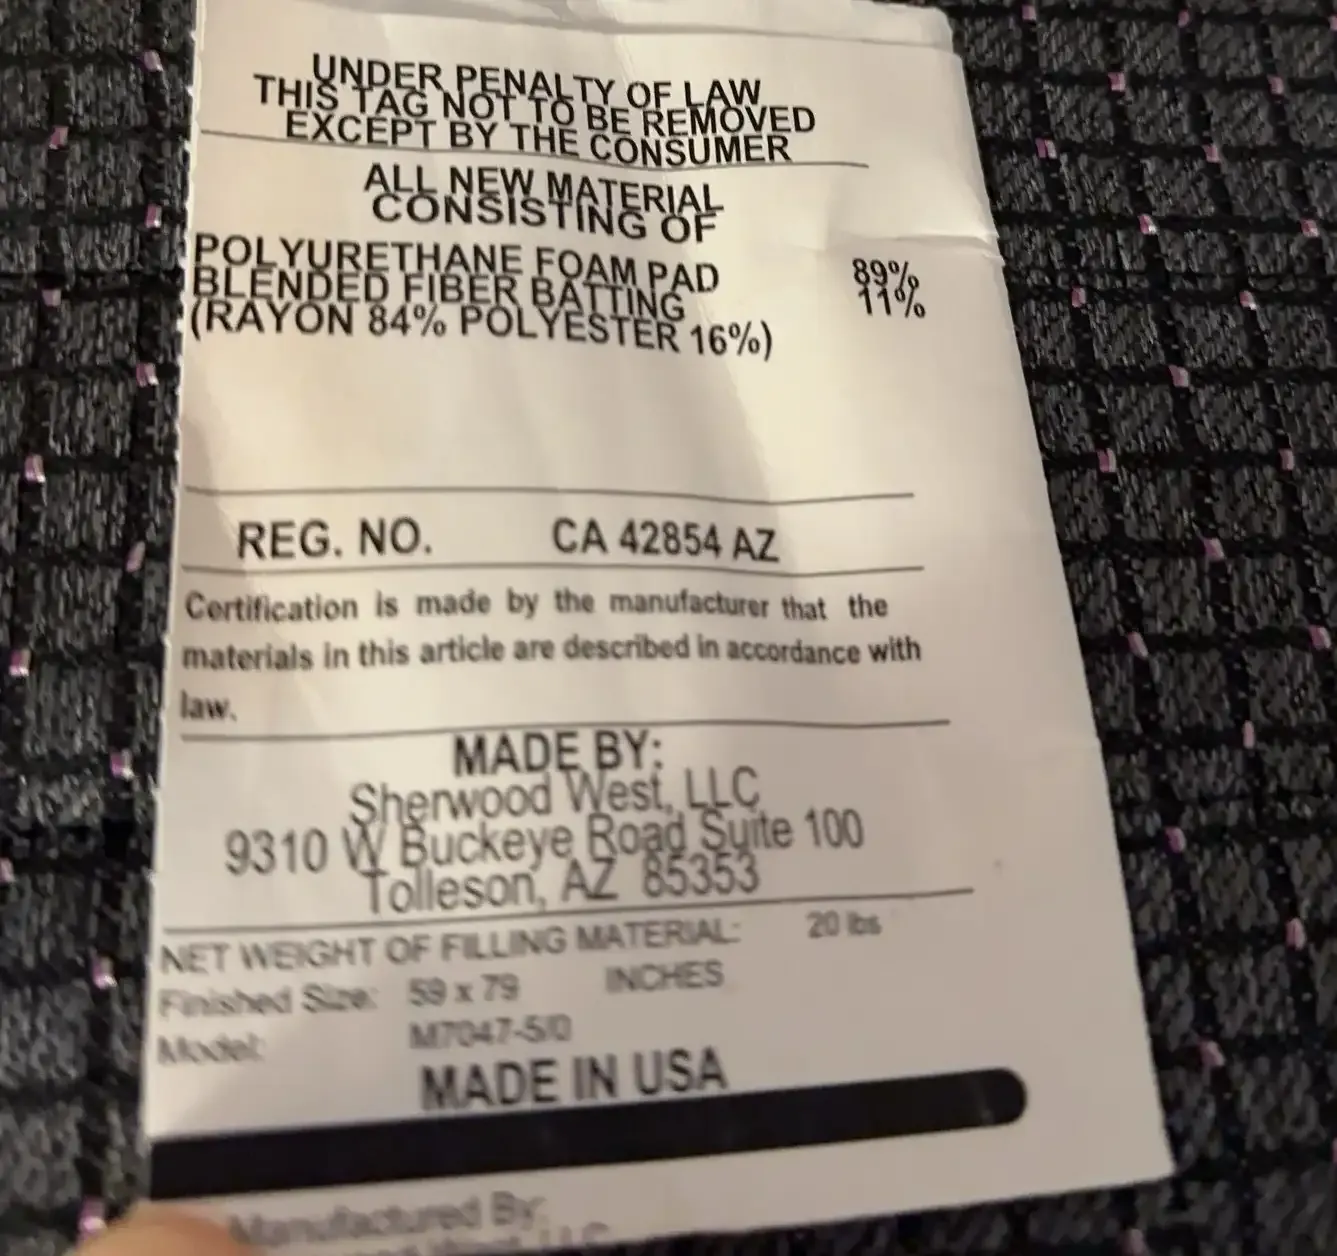 UNDER PENALTY OF LAW
THIS TAG NOT TO BE REMOVED
EXCEPT BY THE CONSUMER
ALL NEW MATERIAL
CONSISTING OF
POLYURETHANE FOAM PAD 89%
BLENDED FIBER BATTING 11%
(RAYON 84% POLYESTER 16%)
REG. NO. CA 42854 AZ
Certification is made by the manufacturer that the
materials in this article are described in accordance with
law.
MADE BY:
Sherwood West, LLC
9310 W Buckeye Road Suite 100
Tolleson, AZ 85353
NET WEIGHT OF FILLING MATERIAL: 20 lbs
Finished Size: 59 x 79 INCHES
Model: M7047-5/0
MADE IN USA
Manufactured By:
LLC